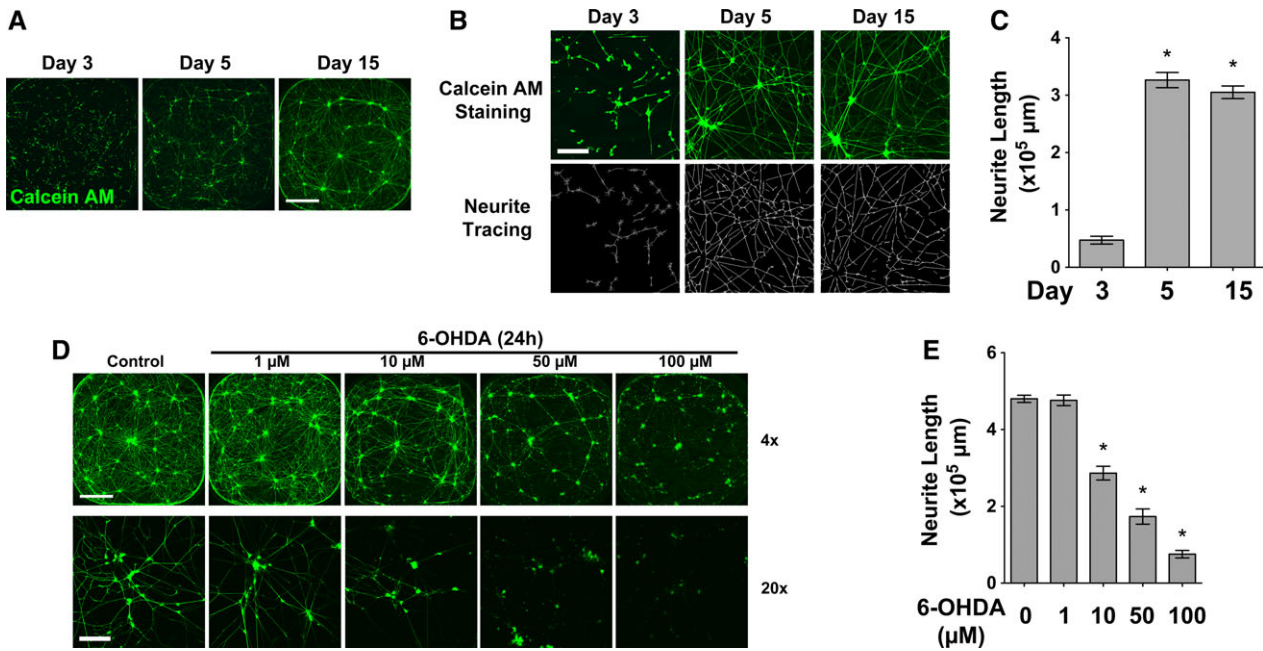 A
Day 3 Day 5 Day 15
Calcein AM
B
Day 3 Day 5 Day 15
Calcein AM
Staining
Neurite
Tracing
C
Neurite Length
(x10⁵ µm)
4
3
2
1
0
* *
Day 3 5 15
D
6-OHDA (24h)
Control 1 µM 10 µM 50 µM 100 µM
4x
20x
E
Neurite Length
(x10⁵ µm)
6
4
2
0
* * *
6-OHDA
(µM)
0 1 10 50 100